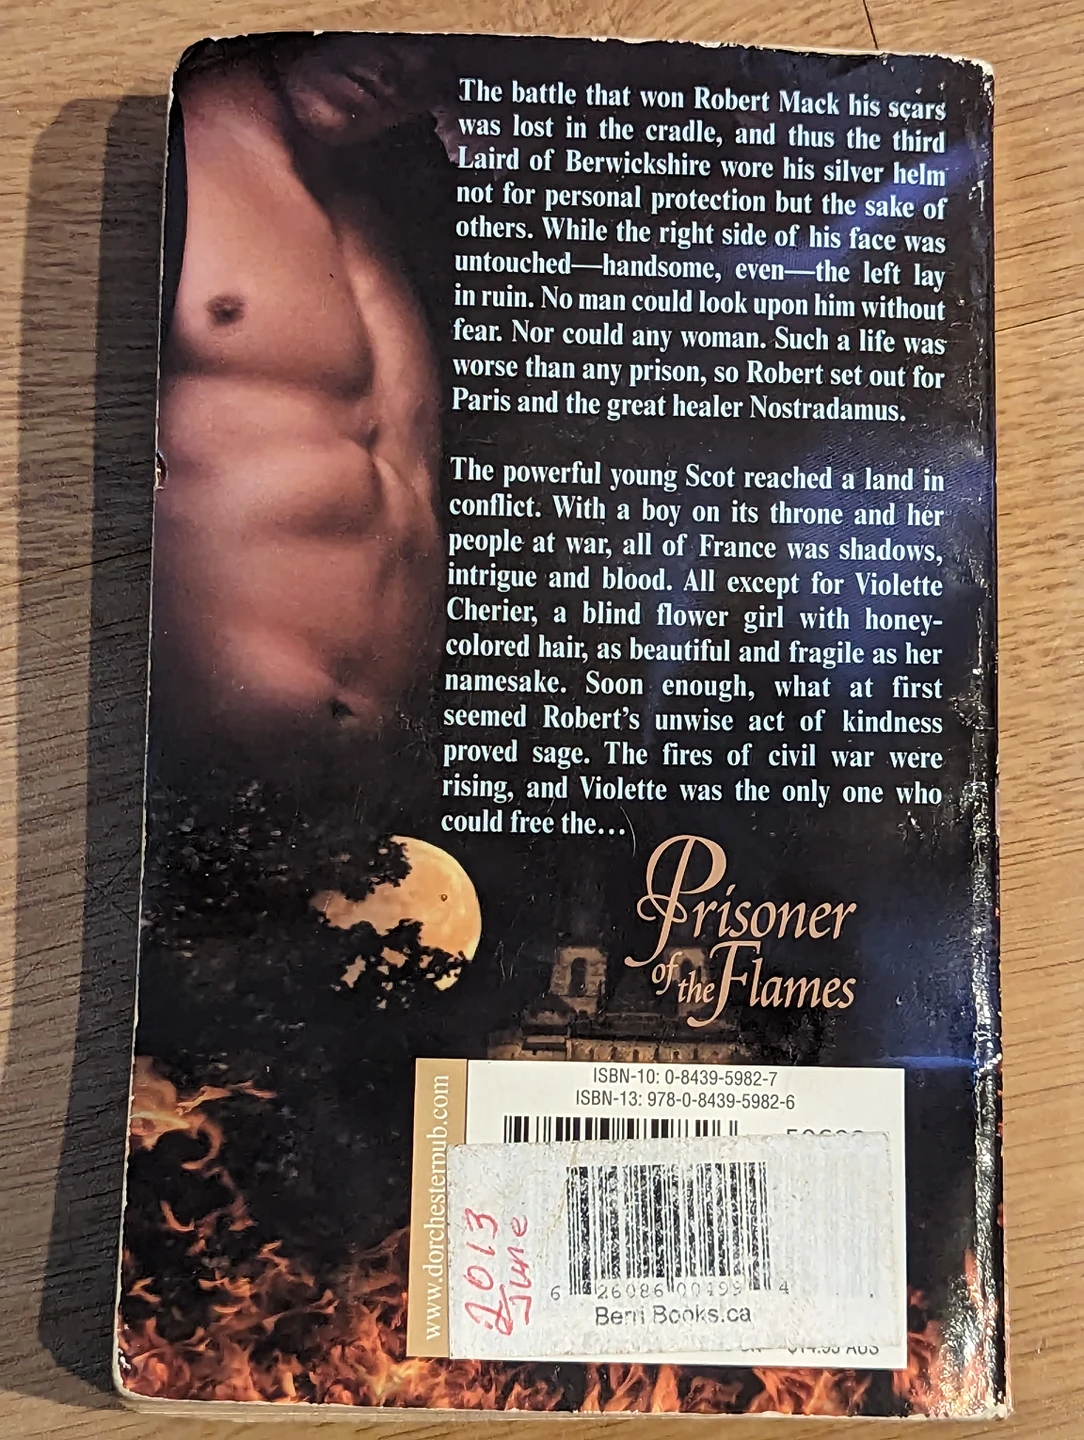 The battle that won Robert Mack his scars
was lost in the cradle, and thus the third
Laird of Berwickshire wore his silver helm
not for personal protection but the sake of
others. While the right side of his face was
untouched—handsome, even—the left lay
in ruin. No man could look upon him without
fear. Nor could any woman. Such a life was
worse than any prison, so Robert set out for
Paris and the great healer Nostradamus.
The powerful young Scot reached a land in
conflict. With a boy on its throne and her
people at war, all of France was shadows,
intrigue and blood. All except for Violette
Cherier, a blind flower girl with honey-
colored hair, as beautiful and fragile as her
namesake. Soon enough, what at first
seemed Robert's unwise act of kindness
proved sage. The fires of civil war were
rising, and Violette was the only one who
could free the...
Prisoner
of the Flames
ISBN-10: 0-8439-5982-7
ISBN-13: 978-0-8439-5982-6
www.dorchesterpub.com
2013
June
6 26086 00499 4
Books.ca
AUS